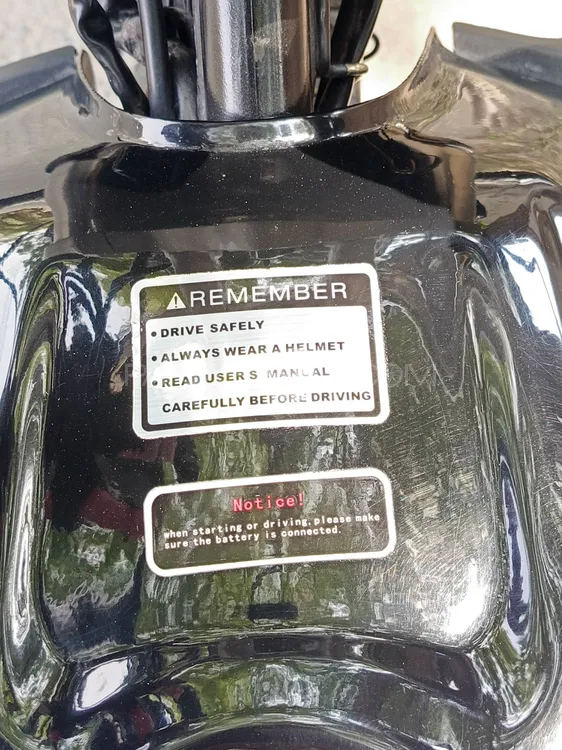 ⚠REMEMBER
• DRIVE SAFELY
• ALWAYS WEAR A HELMET
• READ USER S MANUAL
CAREFULLY BEFORE DRIVING
Notice!
when starting or driving, please make
sure the battery is connected.